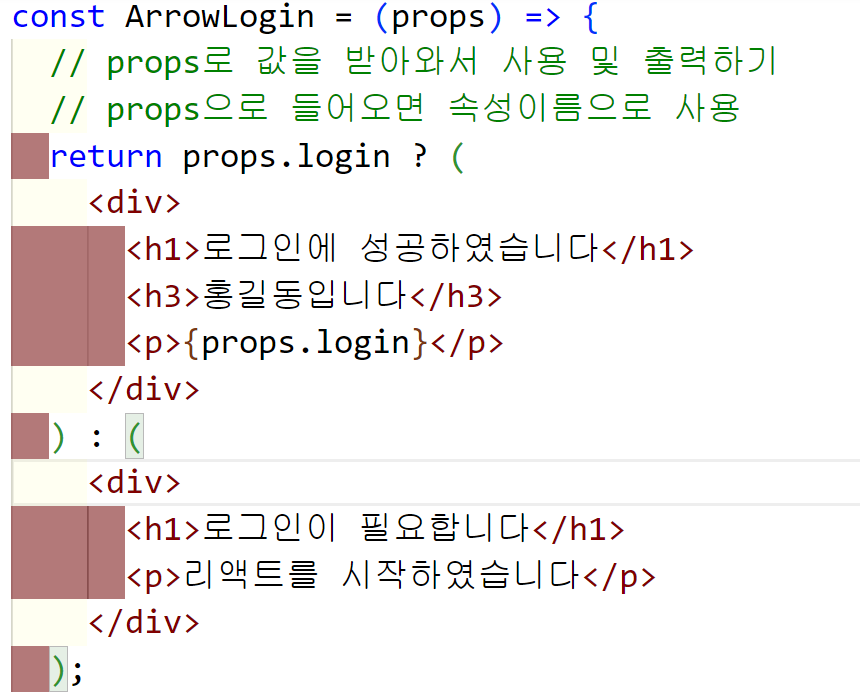 const ArrowLogin = (props) => {
// props로 값을 받아와서 사용 및 출력하기
// props으로 들어오면 속성이름으로 사용
return props.login ? (
<div>
<h1>로그인에 성공하였습니다</h1>
<h3>홍길동입니다</h3>
<p>{props.login}</p>
</div>
) : (
<div>
<h1>로그인이 필요합니다</h1>
<p>리액트를 시작하였습니다</p>
</div>
);